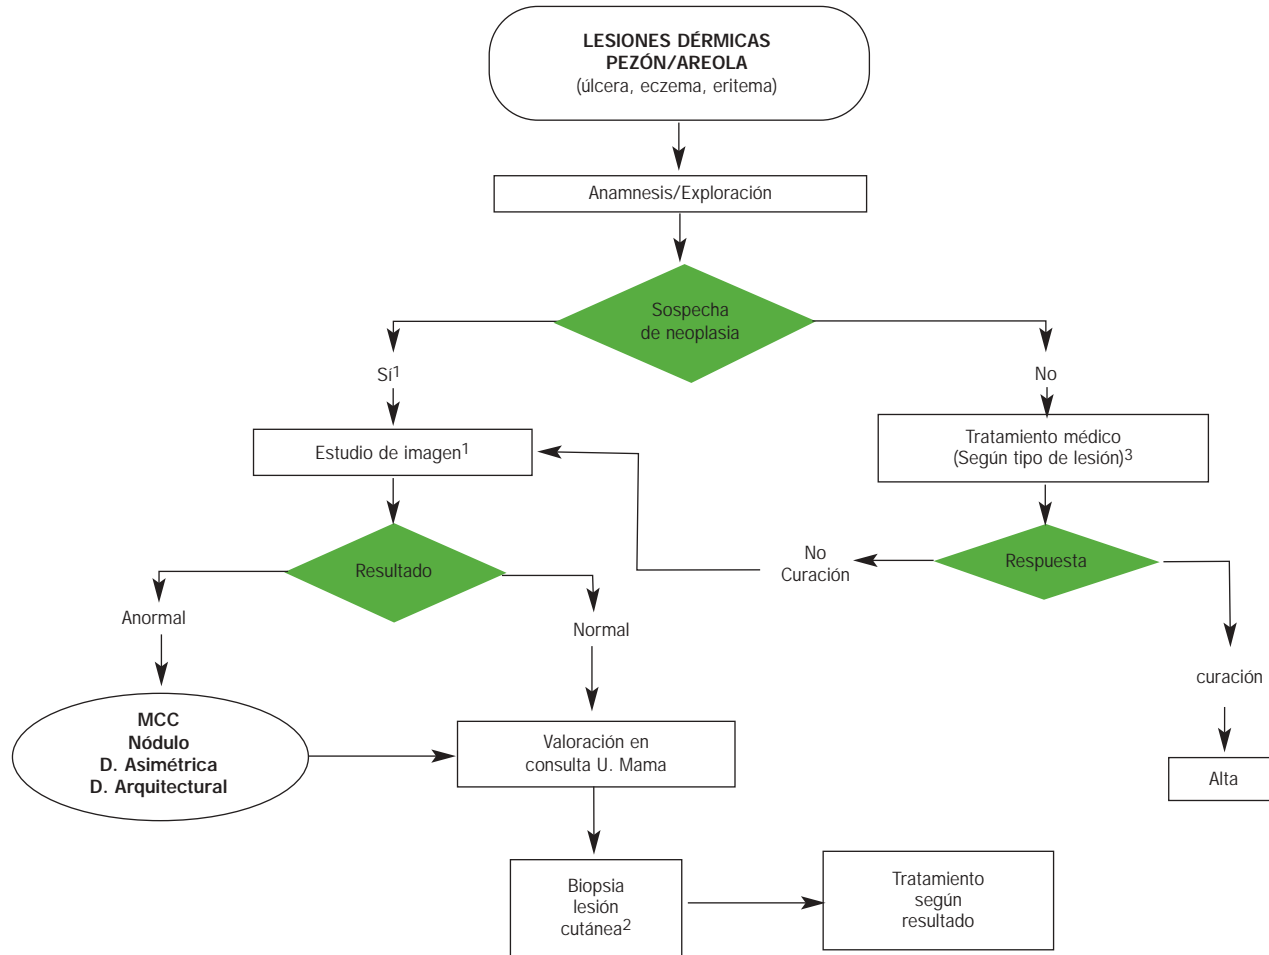 LESIONES DÉRMICAS
PEZÓN/AREOLA
(úlcera, eczema, eritema)
Anamnesis/Exploración
Sospecha
de neoplasia
Sí1
No
Estudio de imagen1
Tratamiento médico
(Según tipo de lesión)3
Resultado
No
Curación
Respuesta
Anormal
Normal
curación
MCC
Nódulo
D. Asimétrica
D. Arquitectural
Valoración en
consulta U. Mama
Alta
Biopsia
lesión
cutánea2
Tratamiento
según
resultado